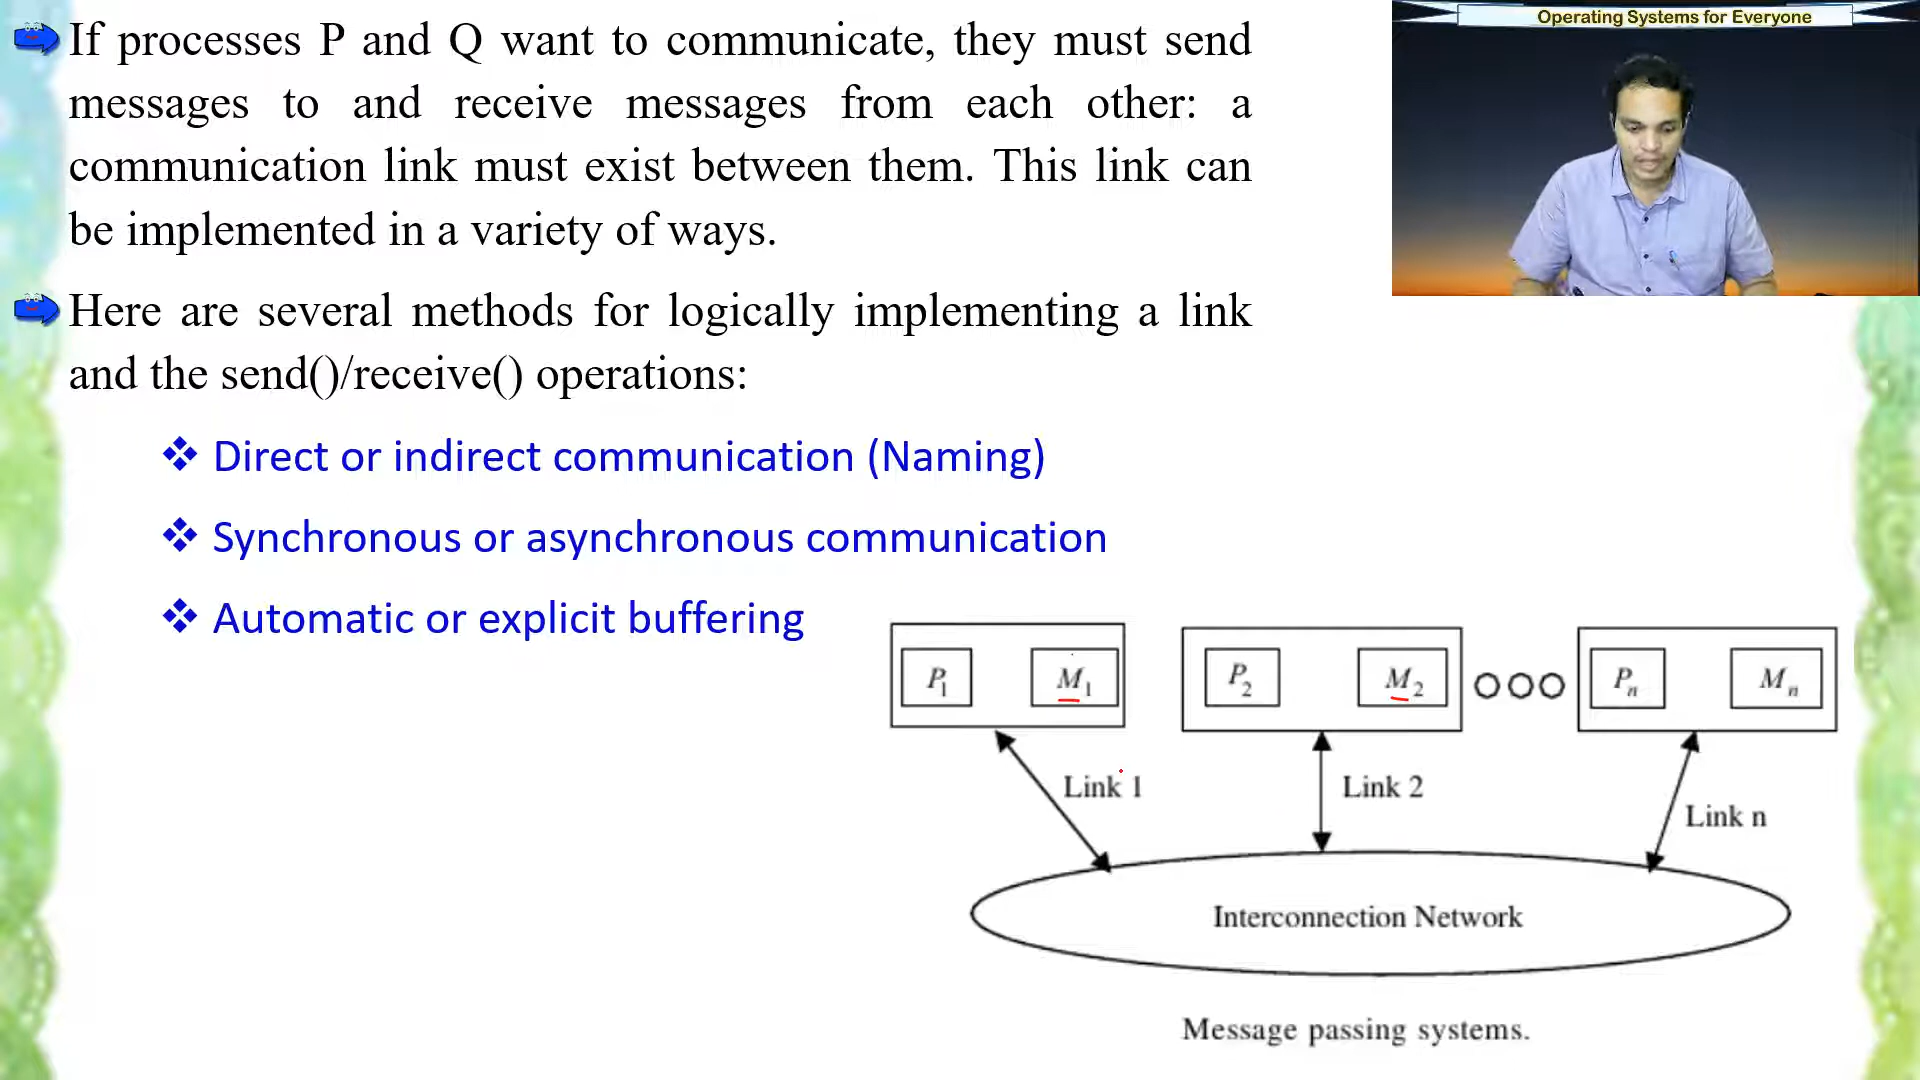 Operating Systems for Everyone
If processes P and Q want to communicate, they must send
messages to and receive messages from each other: a
communication link must exist between them. This link can
be implemented in a variety of ways.
Here are several methods for logically implementing a link
and the send()/receive() operations:
Direct or indirect communication (Naming)
Synchronous or asynchronous communication
Automatic or explicit buffering
P1 M1 P2 M2 Pn Mn
Link 1 Link 2 Link n
Interconnection Network
Message passing systems.